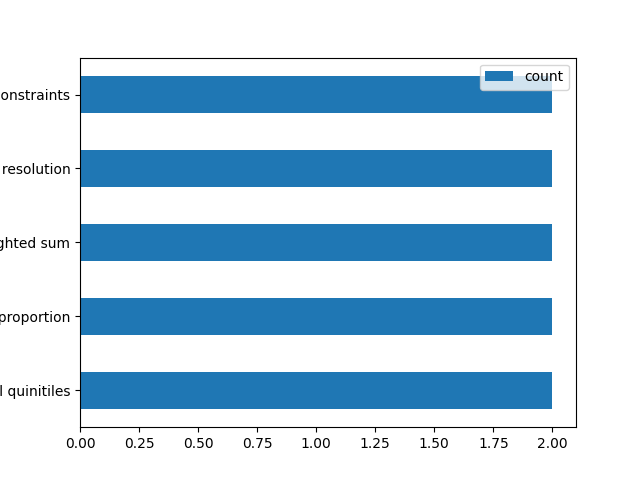 count
onstraints
resolution
ghted sum
proportion
l quinitiles
0.00 0.25 0.50 0.75 1.00 1.25 1.50 1.75 2.00